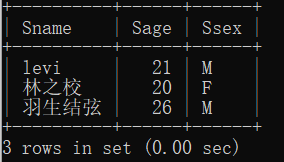 +----------+------+------+
| Sname    | Sage | Ssex |
+----------+------+------+
| levi     |   21 | M    |
| 林之校   |   20 | F    |
| 羽生结弦 |   26 | M    |
+----------+------+------+
3 rows in set (0.00 sec)